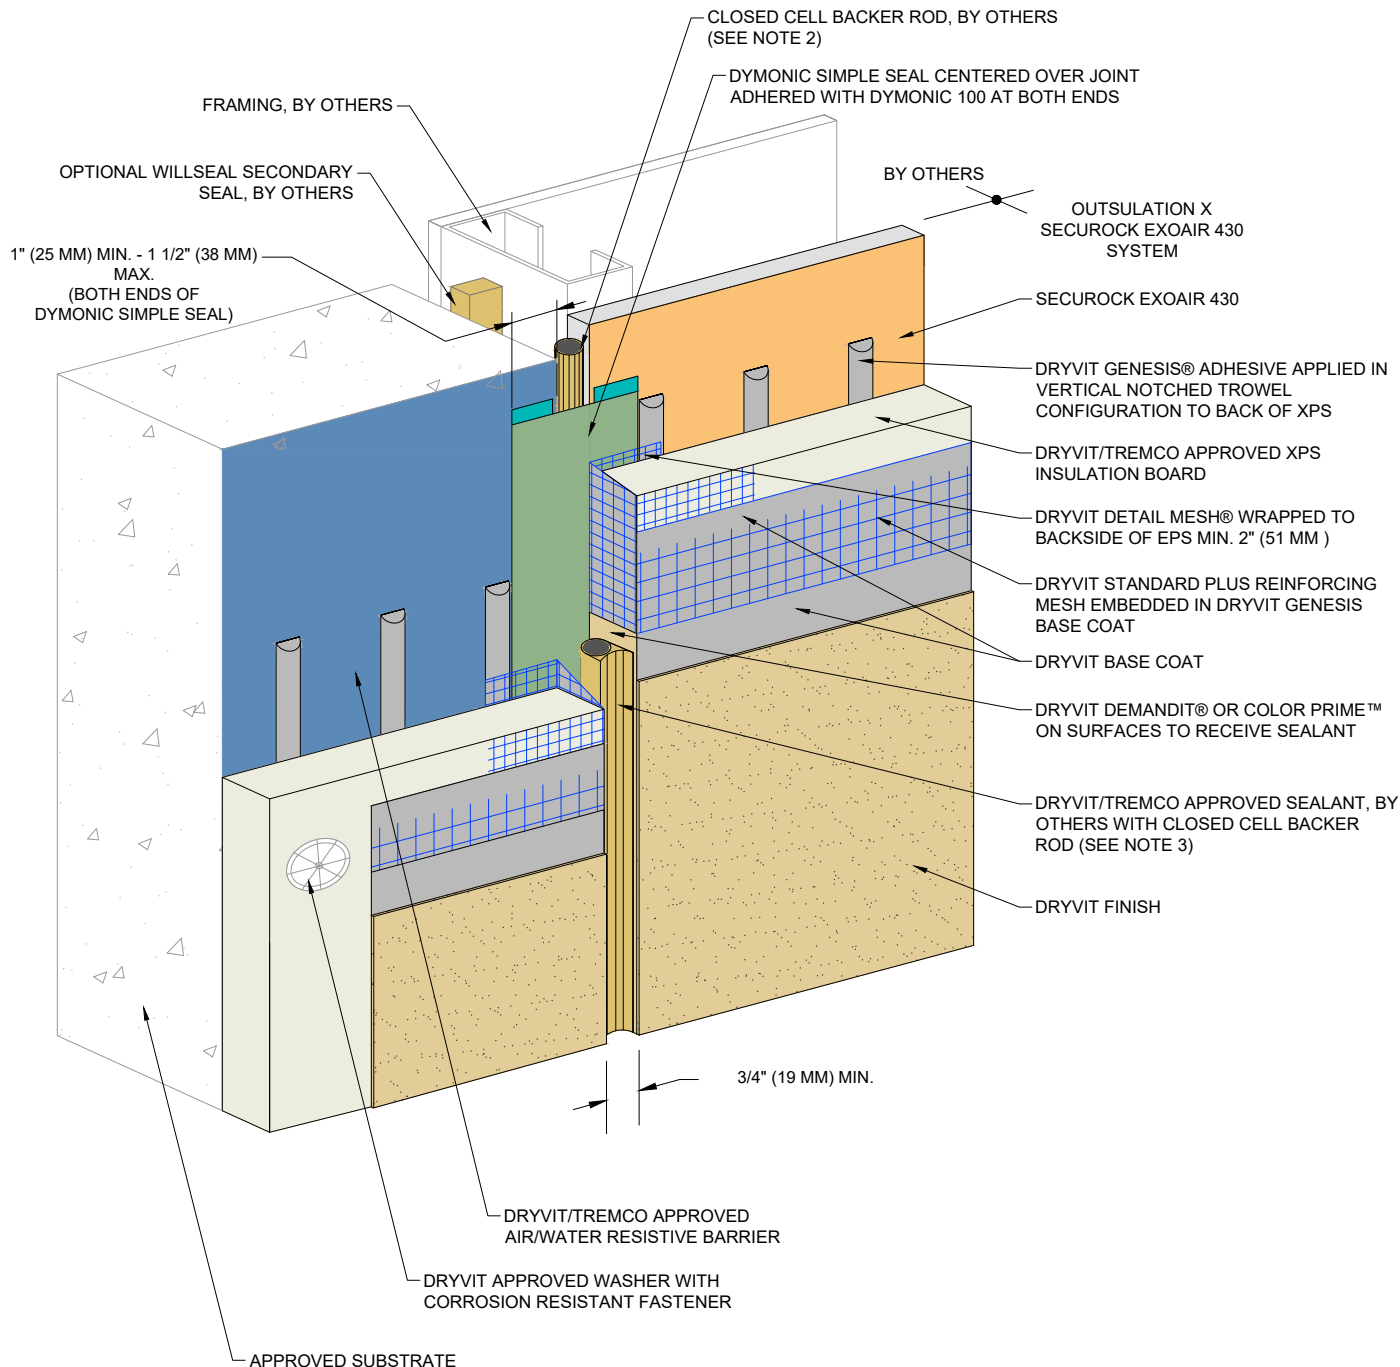 CLOSED CELL BACKER ROD, BY OTHERS
(SEE NOTE 2)
DYMONIC SIMPLE SEAL CENTERED OVER JOINT
ADHERED WITH DYMONIC 100 AT BOTH ENDS
FRAMING, BY OTHERS
OPTIONAL WILLSEAL SECONDARY
SEAL, BY OTHERS
BY OTHERS
OUTSULATION X
SECUROCK EXOAIR 430
SYSTEM
1" (25 MM) MIN. - 1 1/2" (38 MM)
MAX.
(BOTH ENDS OF
DYMONIC SIMPLE SEAL)
SECUROCK EXOAIR 430
DRYVIT GENESIS® ADHESIVE APPLIED IN
VERTICAL NOTCHED TROWEL
CONFIGURATION TO BACK OF XPS
DRYVIT/TREMCO APPROVED XPS
INSULATION BOARD
DRYVIT DETAIL MESH® WRAPPED TO
BACKSIDE OF EPS MIN. 2" (51 MM )
DRYVIT STANDARD PLUS REINFORCING
MESH EMBEDDED IN DRYVIT GENESIS
BASE COAT
DRYVIT BASE COAT
DRYVIT DEMANDIT® OR COLOR PRIME™
ON SURFACES TO RECEIVE SEALANT
DRYVIT/TREMCO APPROVED SEALANT, BY
OTHERS WITH CLOSED CELL BACKER
ROD (SEE NOTE 3)
DRYVIT FINISH
3/4" (19 MM) MIN.
DRYVIT/TREMCO APPROVED
AIR/WATER RESISTIVE BARRIER
DRYVIT APPROVED WASHER WITH
CORROSION RESISTANT FASTENER
APPROVED SUBSTRATE